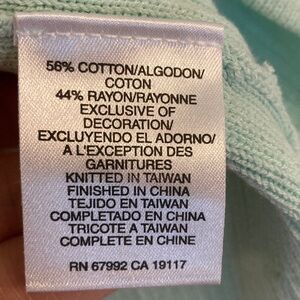 56% COTTON/ALGODON/
COTON
44% RAYON/RAYONNE
EXCLUSIVE OF
DECORATION/
EXCLUYENDO EL ADORNO/
A L'EXCEPTION DES
GARNITURES
KNITTED IN TAIWAN
FINISHED IN CHINA
TEJIDO EN TAIWAN
COMPLETADO EN CHINA
TRICOTE A TAIWAN
COMPLETE EN CHINE
RN 67992 CA 19117